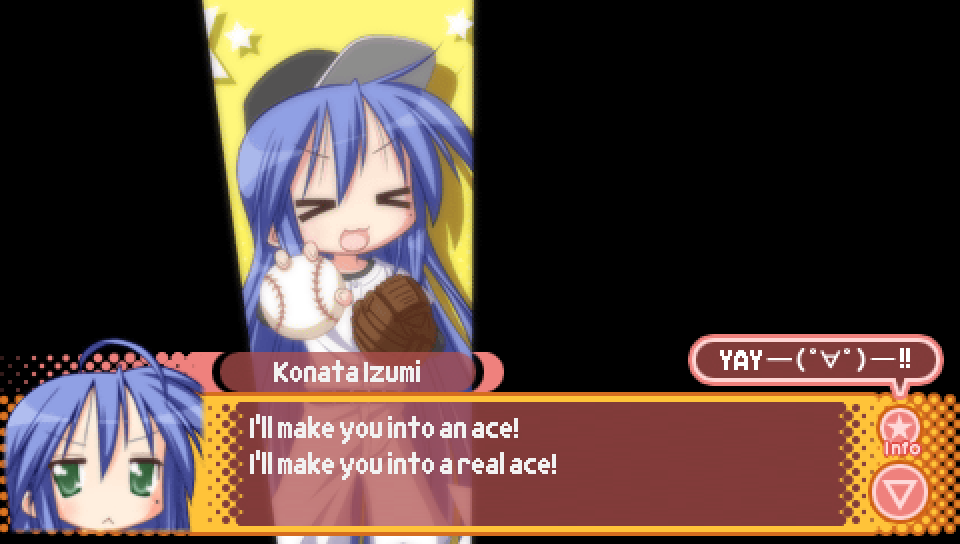 YAY—(ﾟ∀ﾟ)—!!
Konata Izumi
I'll make you into an ace!
I'll make you into a real ace!
Info